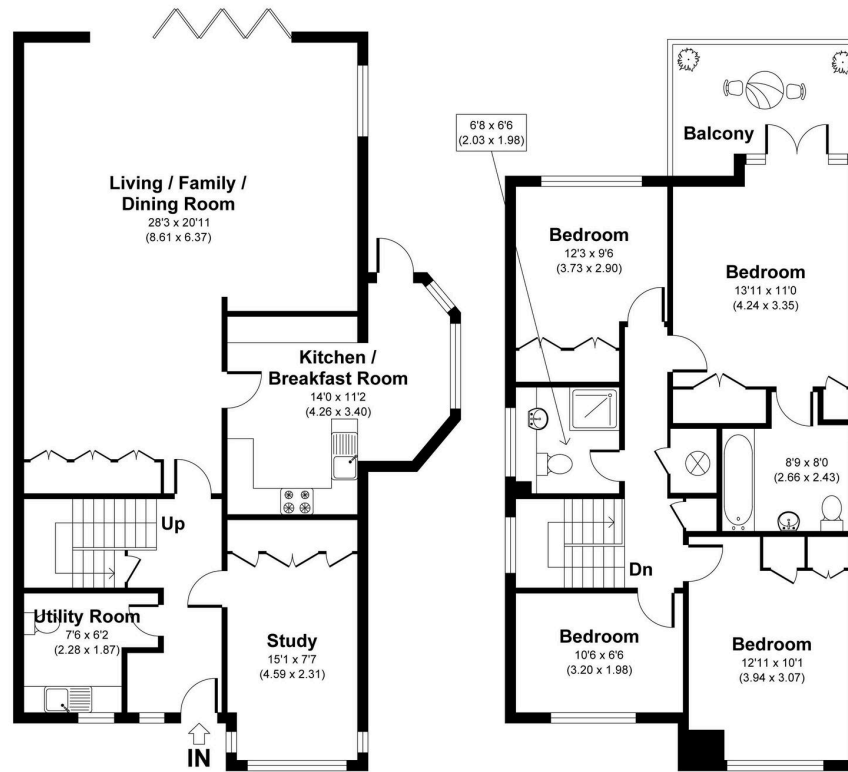 Living / Family /
Dining Room
28'3 x 20'11
(8.61 x 6.37)
Kitchen /
Breakfast Room
14'0 x 11'2
(4.26 x 3.40)
Up
Utility Room
7'6 x 6'2
(2.28 x 1.87)
Study
15'1 x 7'7
(4.59 x 2.31)
IN
6'8 x 6'6
(2.03 x 1.98)
Balcony
Bedroom
12'3 x 9'6
(3.73 x 2.90)
Bedroom
13'11 x 11'0
(4.24 x 3.35)
8'9 x 8'0
(2.66 x 2.43)
Dn
Bedroom
10'6 x 6'6
(3.20 x 1.98)
Bedroom
12'11 x 10'1
(3.94 x 3.07)